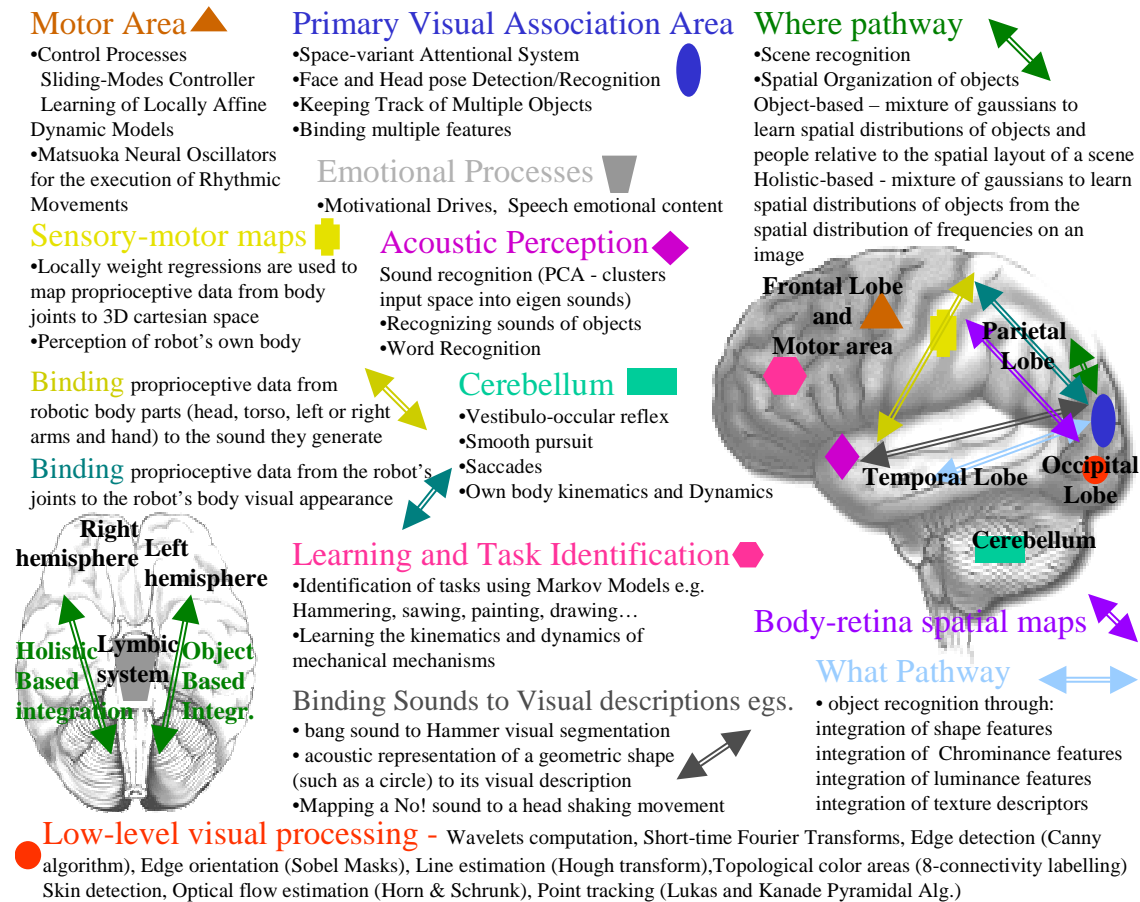 Motor Area
•Control Processes
Sliding-Modes Controller
Learning of Locally Affine
Dynamic Models
•Matsuoka Neural Oscillators
for the execution of Rhythmic
Movements
Primary Visual Association Area
•Space-variant Attentional System
•Face and Head pose Detection/Recognition
•Keeping Track of Multiple Objects
•Binding multiple features
Where pathway
•Scene recognition
•Spatial Organization of objects
Object-based – mixture of gaussians to
learn spatial distributions of objects and
people relative to the spatial layout of a scene
Holistic-based - mixture of gaussians to learn
spatial distributions of objects from the
spatial distribution of frequencies on an
image
Emotional Processes
•Motivational Drives, Speech emotional content
Sensory-motor maps
•Locally weight regressions are used to
map proprioceptive data from body
joints to 3D cartesian space
•Perception of robot's own body
Acoustic Perception
Sound recognition (PCA - clusters
input space into eigen sounds)
•Recognizing sounds of objects
•Word Recognition
Binding proprioceptive data from
robotic body parts (head, torso, left or right
arms and hand) to the sound they generate
Binding proprioceptive data from the robot's
joints to the robot's body visual appearance
Cerebellum
•Vestibulo-occular reflex
•Smooth pursuit
•Saccades
•Own body kinematics and Dynamics
Frontal Lobe
and
Motor area
Parietal
Lobe
Temporal Lobe
Occipital
Lobe
Cerebellum
Right
hemisphere
Left
hemisphere
Holistic
Based
integration
Lymbic
system
Object
Based
Integr.
Learning and Task Identification
•Identification of tasks using Markov Models e.g.
Hammering, sawing, painting, drawing…
•Learning the kinematics and dynamics of
mechanical mechanisms
Body-retina spatial maps
What Pathway
• object recognition through:
integration of shape features
integration of Chrominance features
integration of luminance features
integration of texture descriptors
Binding Sounds to Visual descriptions egs.
• bang sound to Hammer visual segmentation
• acoustic representation of a geometric shape
(such as a circle) to its visual description
•Mapping a No! sound to a head shaking movement
Low-level visual processing - Wavelets computation, Short-time Fourier Transforms, Edge detection (Canny
algorithm), Edge orientation (Sobel Masks), Line estimation (Hough transform),Topological color areas (8-connectivity labelling)
Skin detection, Optical flow estimation (Horn & Schrunk), Point tracking (Lukas and Kanade Pyramidal Alg.)